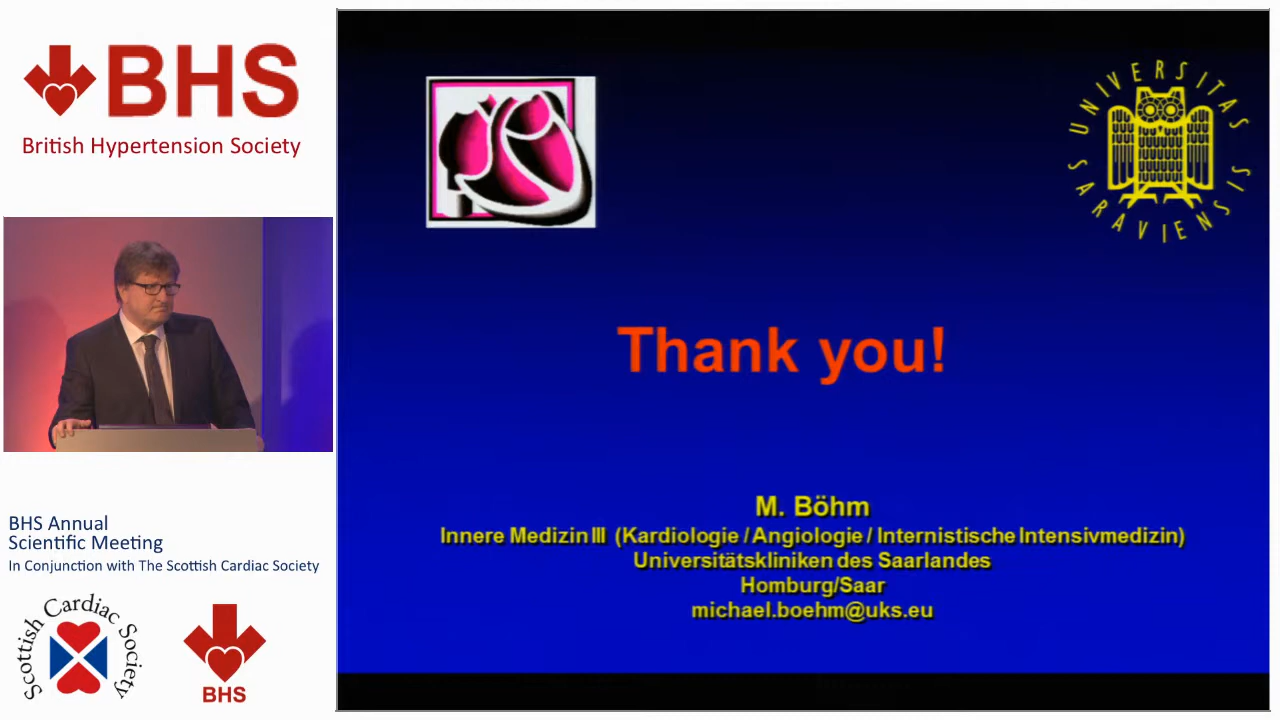 BHS
British Hypertension Society
BHS Annual
Scientific Meeting
In Conjunction with The Scottish Cardiac Society
Scottish Cardiac Society
BHS
UNIVERSITAS
SARAVIENSIS
Thank you!
M. Böhm
Innere Medizin III (Kardiologie / Angiologie / Internistische Intensivmedizin)
Universitätskliniken des Saarlandes
Homburg/Saar
michael.boehm@uks.eu